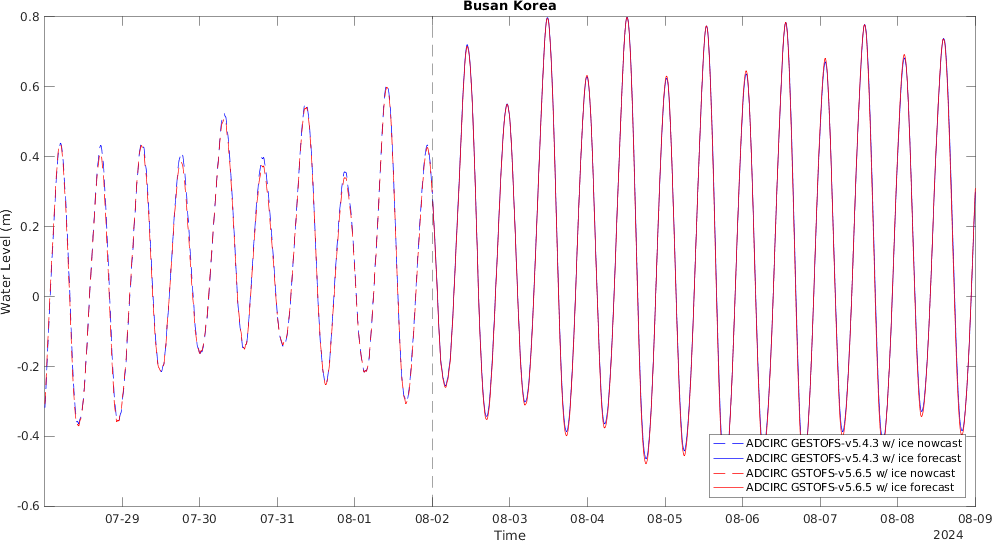 Busan Korea
Water Level (m)
0.8
0.6
0.4
0.2
0
-0.2
-0.4
-0.6
ADCIRC GESTOFS-v5.4.3 w/ ice nowcast
ADCIRC GESTOFS-v5.4.3 w/ ice forecast
ADCIRC GSTOFS-v5.6.5 w/ ice nowcast
ADCIRC GSTOFS-v5.6.5 w/ ice forecast
07-29 07-30 07-31 08-01 08-02 08-03 08-04 08-05 08-06 08-07 08-08 08-09
Time
2024